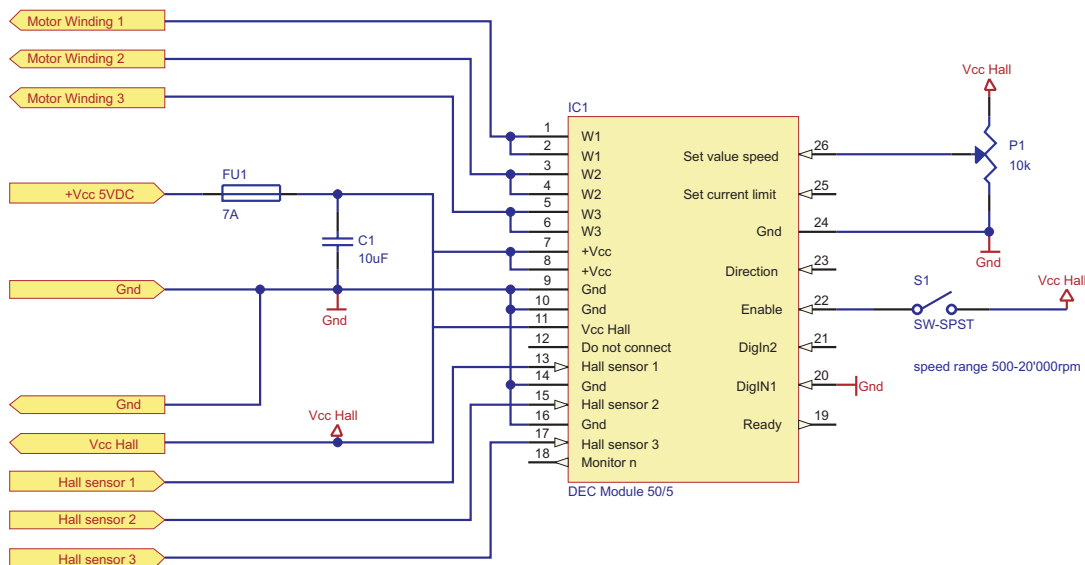 Motor Winding 1
Motor Winding 2
Motor Winding 3
+Vcc 5VDC
FU1
7A
C1
10uF
Gnd
Gnd
Gnd
Vcc Hall
Vcc Hall
Hall sensor 1
Hall sensor 2
Hall sensor 3
IC1
1 W1
2 W1
3 W2
4 W2
5 W3
6 W3
7 +Vcc
8 +Vcc
9 Gnd
10 Gnd
11 Vcc Hall
12 Do not connect
13 Hall sensor 1
14 Gnd
15 Hall sensor 2
16 Gnd
17 Hall sensor 3
18 Monitor n
Set value speed 26
Set current limit 25
Gnd 24
Direction 23
Enable 22
DigIn2 21
DigIN1 20
Ready 19
DEC Module 50/5
Vcc Hall
P1
10k
Gnd
S1
SW-SPST
Vcc Hall
speed range 500-20'000rpm
Gnd